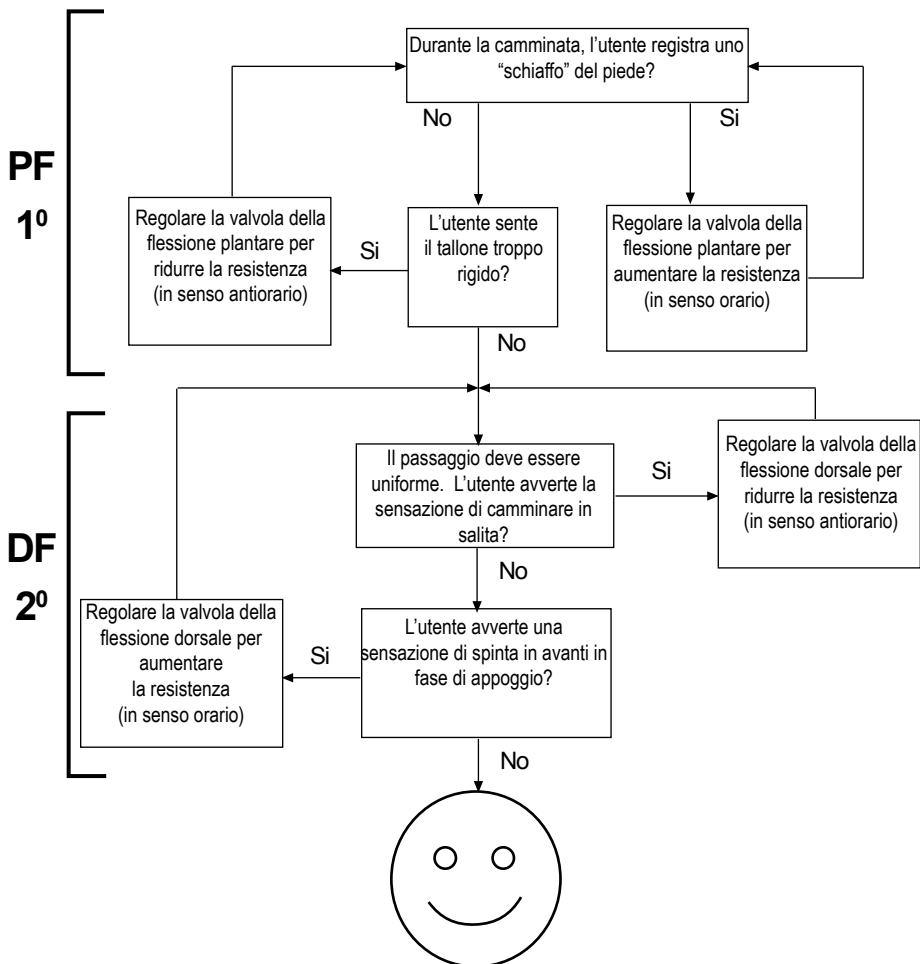 Durante la camminata, l’utente registra uno
“schiaffo” del piede?
No
Si
PF
1⁰
Regolare la valvola della
flessione plantare per
ridurre la resistenza
(in senso antiorario)
Si
L’utente sente
il tallone troppo
rigido?
Regolare la valvola della
flessione plantare per
aumentare la resistenza
(in senso orario)
No
DF
2⁰
Il passaggio deve essere
uniforme.  L’utente avverte la
sensazione di camminare in
salita?
Si
Regolare la valvola della
flessione dorsale per
ridurre la resistenza
(in senso antiorario)
No
Regolare la valvola della
flessione dorsale per
aumentare
la resistenza
(in senso orario)
Si
L’utente avverte una
sensazione di spinta in avanti in
fase di appoggio?
No